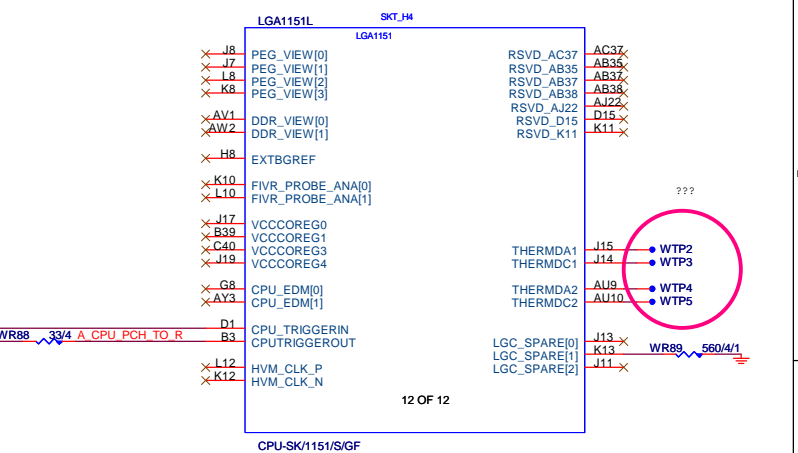 LGA1151L SKT_H4
LGA1151
J8 PEG_VIEW[0] RSVD_AC37 AC37
J7 PEG_VIEW[1] RSVD_AB35 AB35
L8 PEG_VIEW[2] RSVD_AB37 AB37
K8 PEG_VIEW[3] RSVD_AB38 AB38
RSVD_AJ22 AJ22
AV1 DDR_VIEW[0] RSVD_D15 D15
AW2 DDR_VIEW[1] RSVD_K11 K11
H8 EXTBGREF
K10 FIVR_PROBE_ANA[0]
L10 FIVR_PROBE_ANA[1]
???
J17 VCCCOREG0
B39 VCCCOREG1
C40 VCCCOREG3 THERMDA1 J15 WTP2
J19 VCCCOREG4 THERMDC1 J14 WTP3
G8 CPU_EDM[0] THERMDA2 AU9 WTP4
AY3 CPU_EDM[1] THERMDC2 AU10 WTP5
D1 CPU_TRIGGERIN
WR88 33/4 A_CPU_PCH_TO_R B3 CPUTRIGGEROUT LGC_SPARE[0] J13
LGC_SPARE[1] K13 WR89 560/4/1
L12 HVM_CLK_P LGC_SPARE[2] J11
K12 HVM_CLK_N
12 OF 12
CPU-SK/1151/S/GF